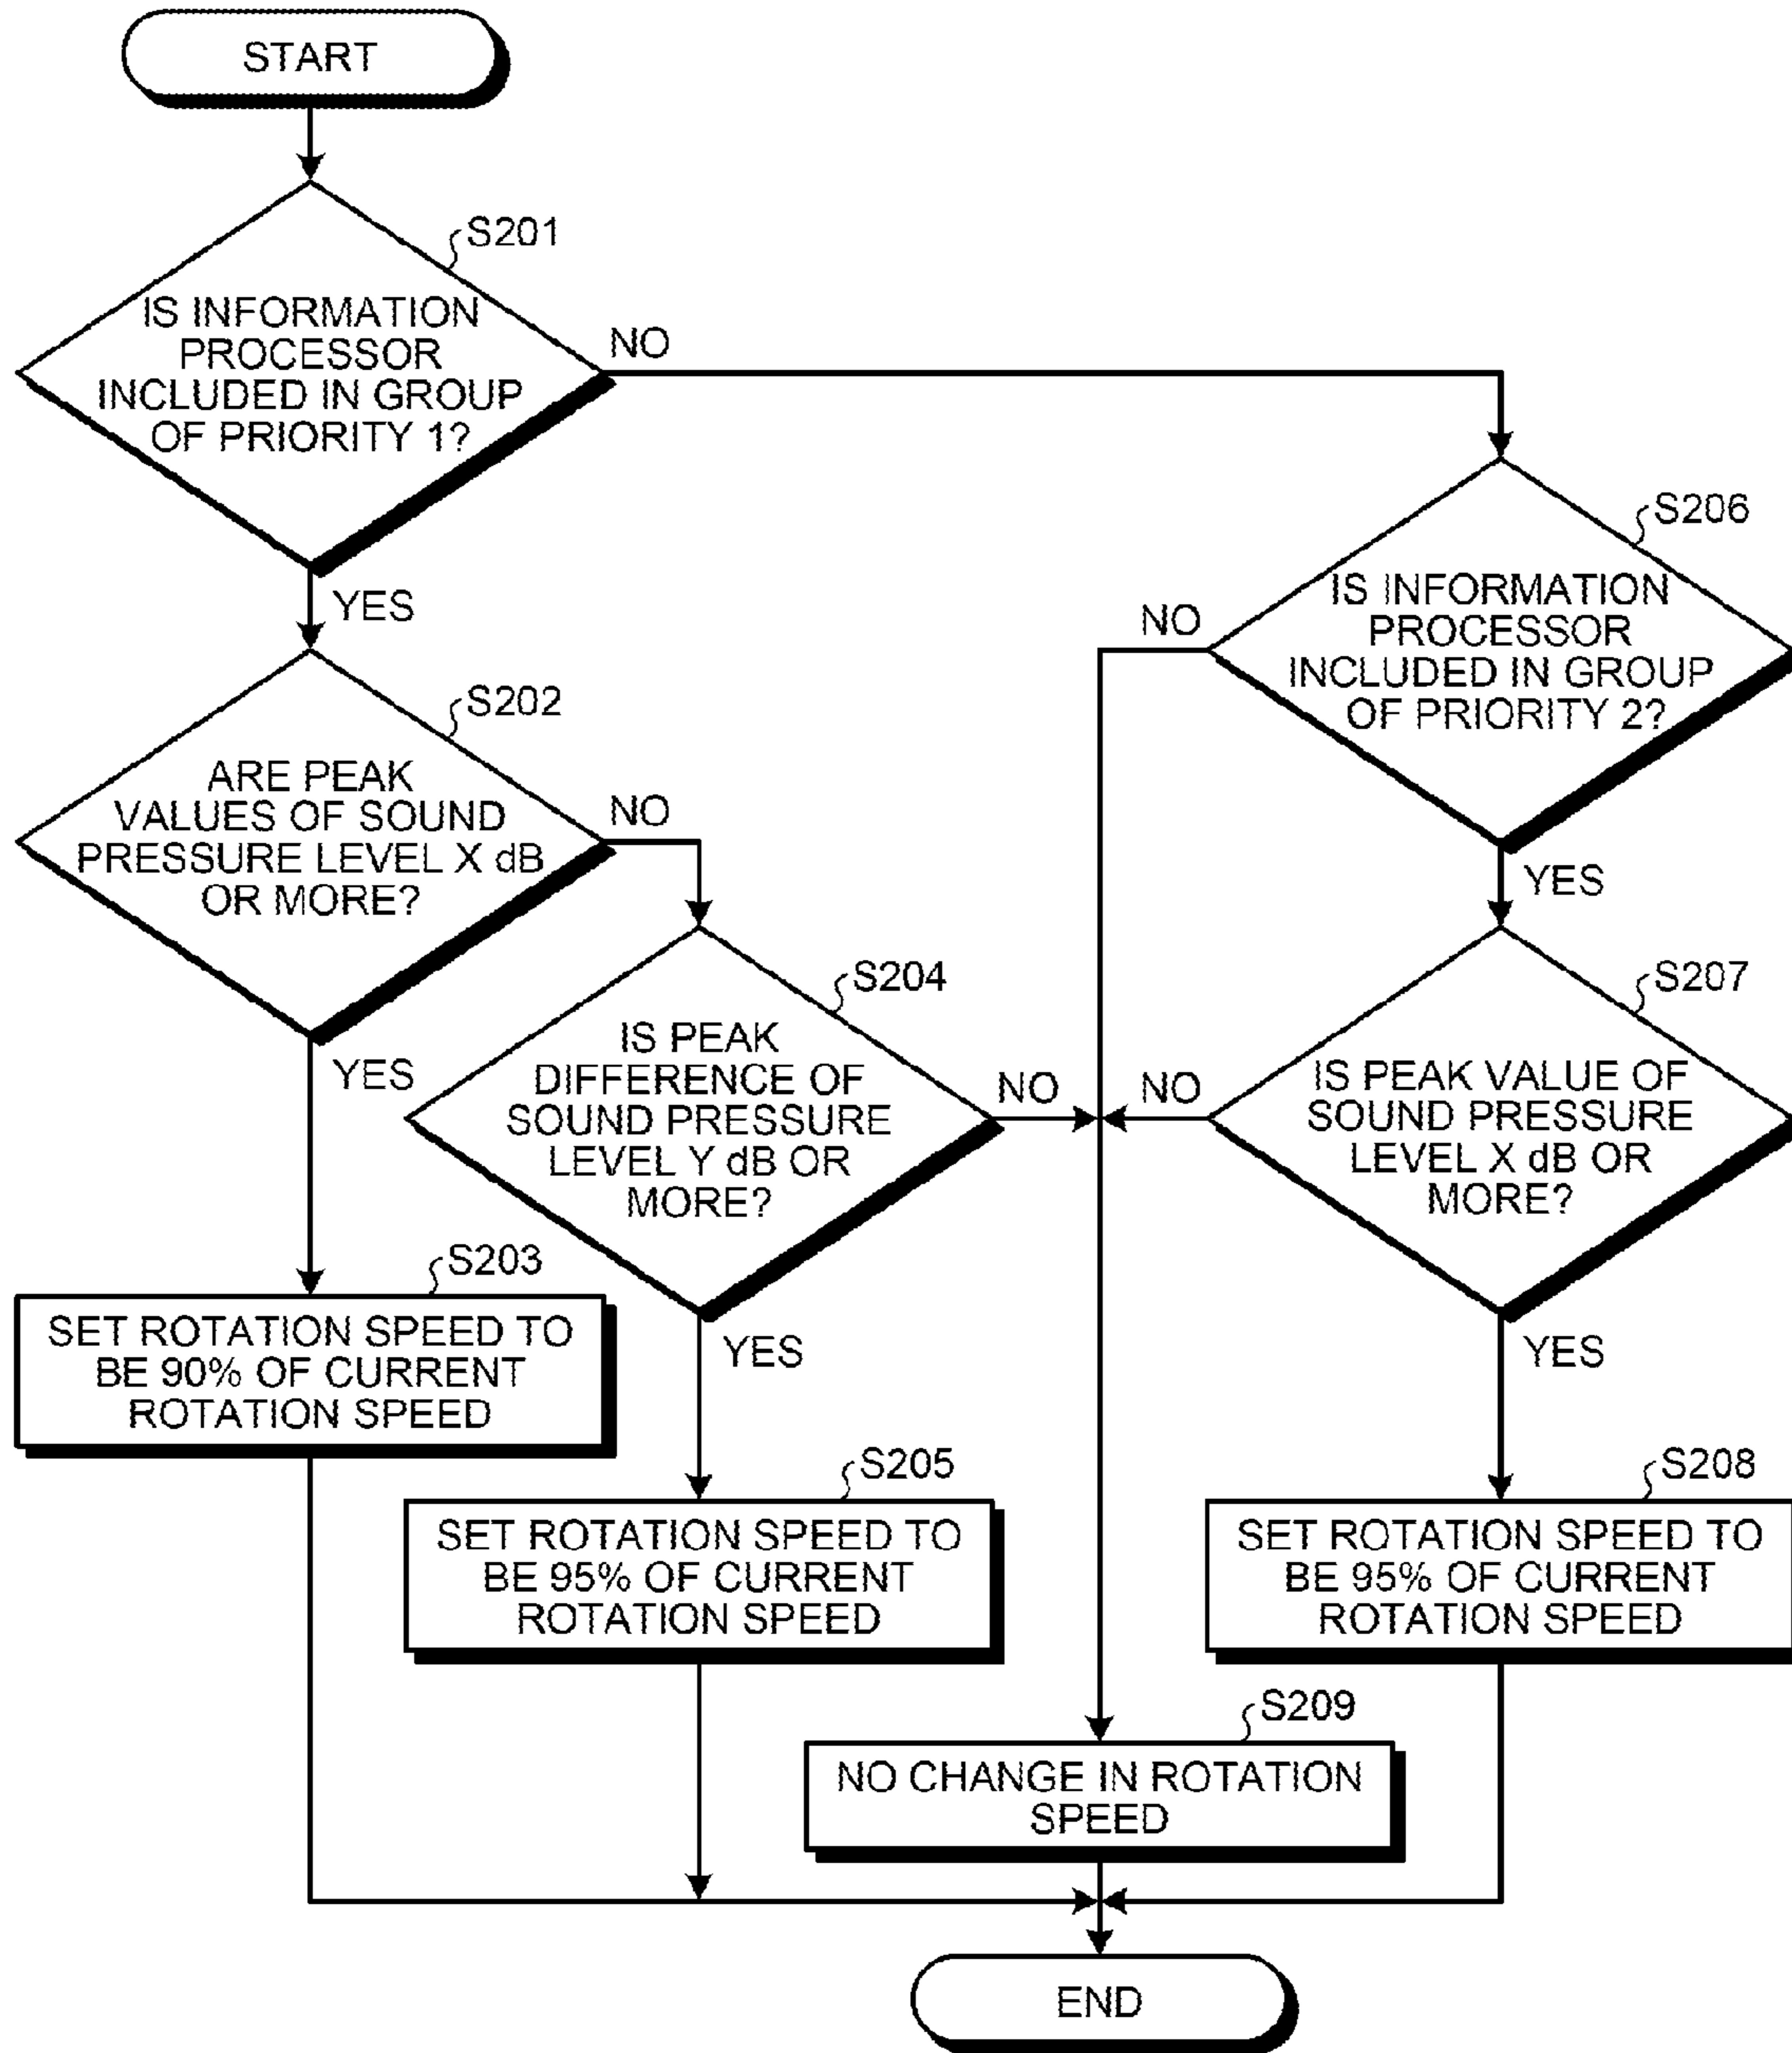 START
S201
IS INFORMATION
PROCESSOR
INCLUDED IN GROUP
OF PRIORITY 1?
NO
YES
S202
ARE PEAK
VALUES OF SOUND
PRESSURE LEVEL X dB
OR MORE?
NO
YES
S203
SET ROTATION SPEED TO
BE 90% OF CURRENT
ROTATION SPEED
S204
IS PEAK
DIFFERENCE OF
SOUND PRESSURE
LEVEL Y dB OR
MORE?
NO
YES
S205
SET ROTATION SPEED TO
BE 95% OF CURRENT
ROTATION SPEED
S206
IS INFORMATION
PROCESSOR
INCLUDED IN GROUP
OF PRIORITY 2?
NO
YES
S207
IS PEAK VALUE OF
SOUND PRESSURE
LEVEL X dB OR
MORE?
NO
YES
S208
SET ROTATION SPEED TO
BE 95% OF CURRENT
ROTATION SPEED
S209
NO CHANGE IN ROTATION
SPEED
END